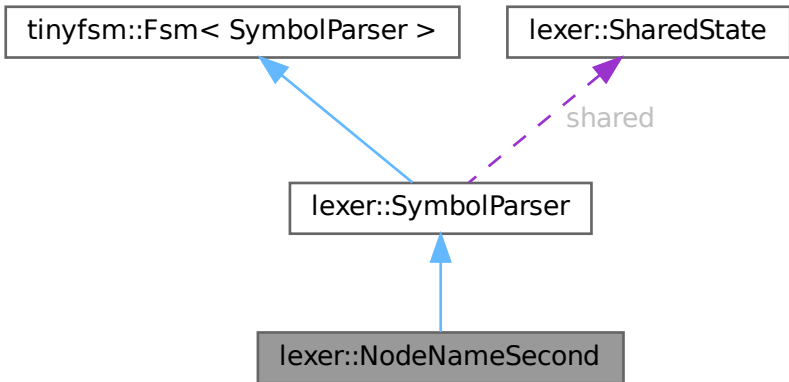 tinyfsm::Fsm< SymbolParser >
lexer::SharedState
shared
lexer::SymbolParser
lexer::NodeNameSecond